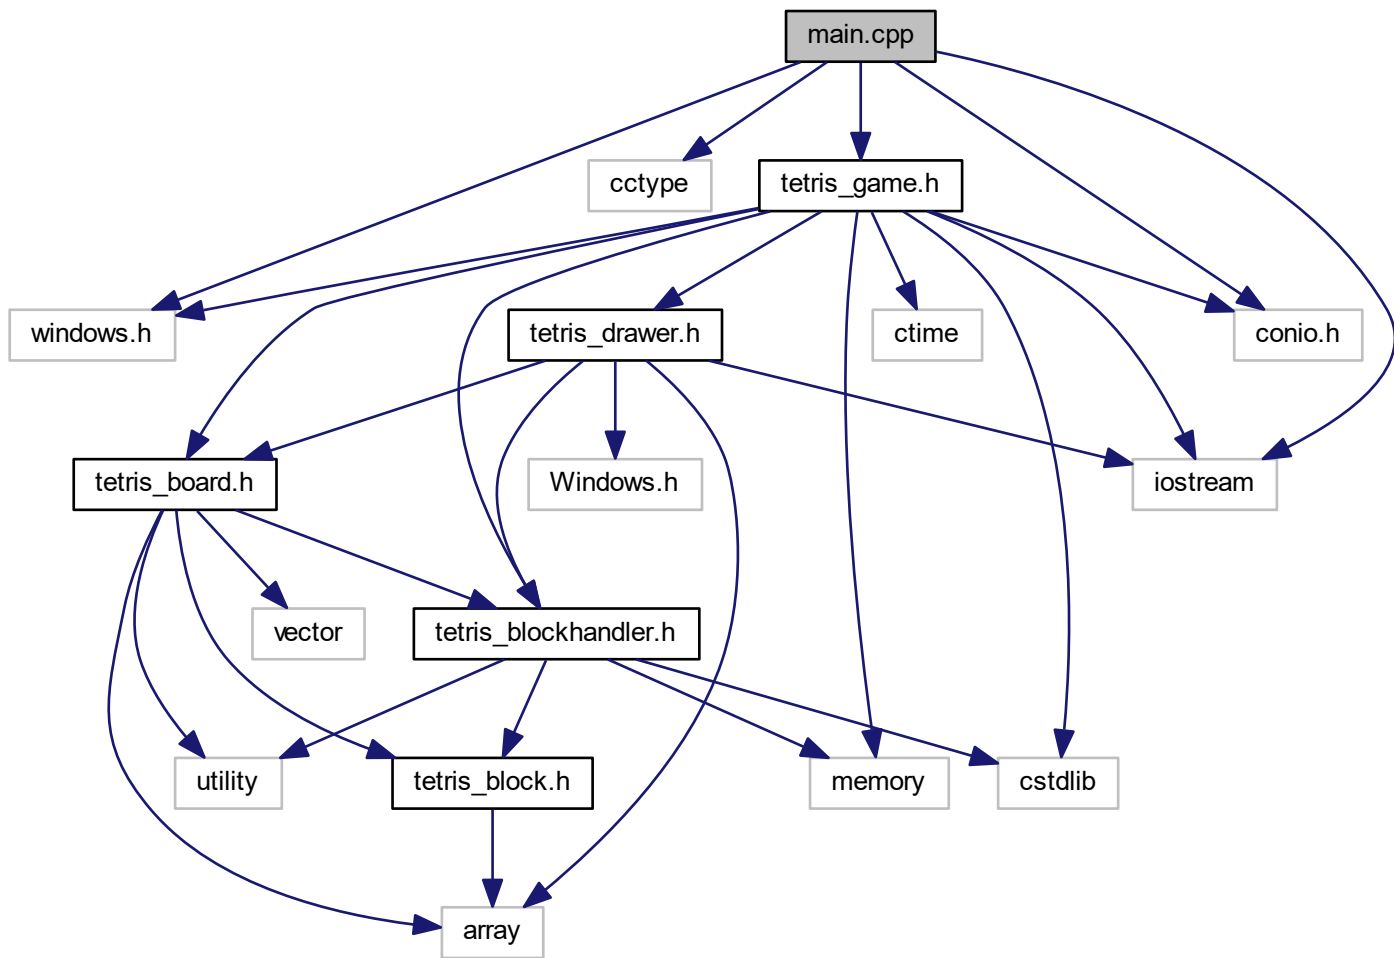 main.cpp
cctype
tetris_game.h
windows.h
tetris_drawer.h
ctime
conio.h
tetris_board.h
Windows.h
iostream
vector
tetris_blockhandler.h
utility
tetris_block.h
memory
cstdlib
array